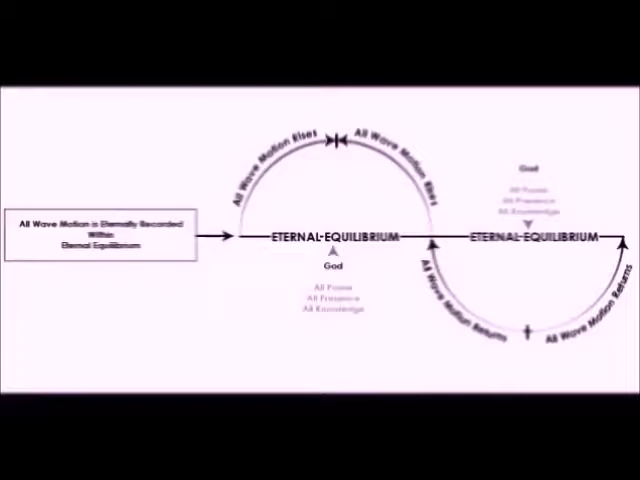 All Wave Motion Rises
All Wave Motion Rises
God
All Power
All Presence
All Knowledge
All Wave Motion is Eternally Recorded
Within
Eternal Equilibrium
ETERNAL-EQUILIBRIUM
ETERNAL-EQUILIBRIUM
God
All Power
All Presence
All Knowledge
All Wave Motion Returns
All Wave Motion Returns